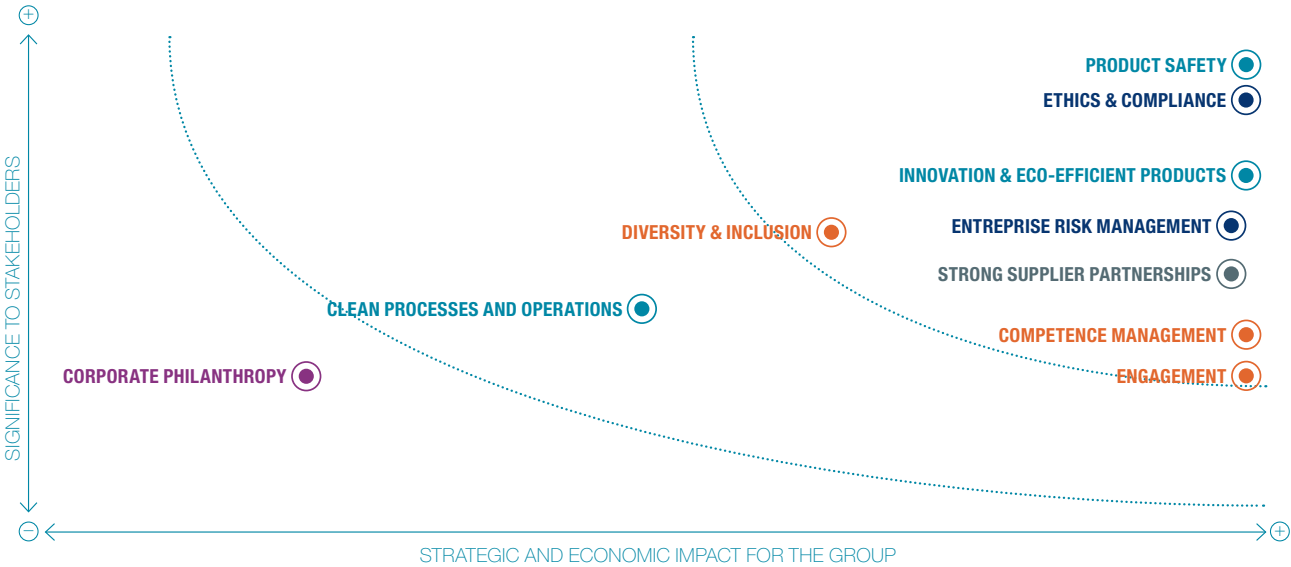 PRODUCT SAFETY
ETHICS & COMPLIANCE
INNOVATION & ECO-EFFICIENT PRODUCTS
ENTREPRISE RISK MANAGEMENT
DIVERSITY & INCLUSION
STRONG SUPPLIER PARTNERSHIPS
CLEAN PROCESSES AND OPERATIONS
COMPETENCE MANAGEMENT
CORPORATE PHILANTHROPY
ENGAGEMENT
SIGNIFICANCE TO STAKEHOLDERS
STRATEGIC AND ECONOMIC IMPACT FOR THE GROUP